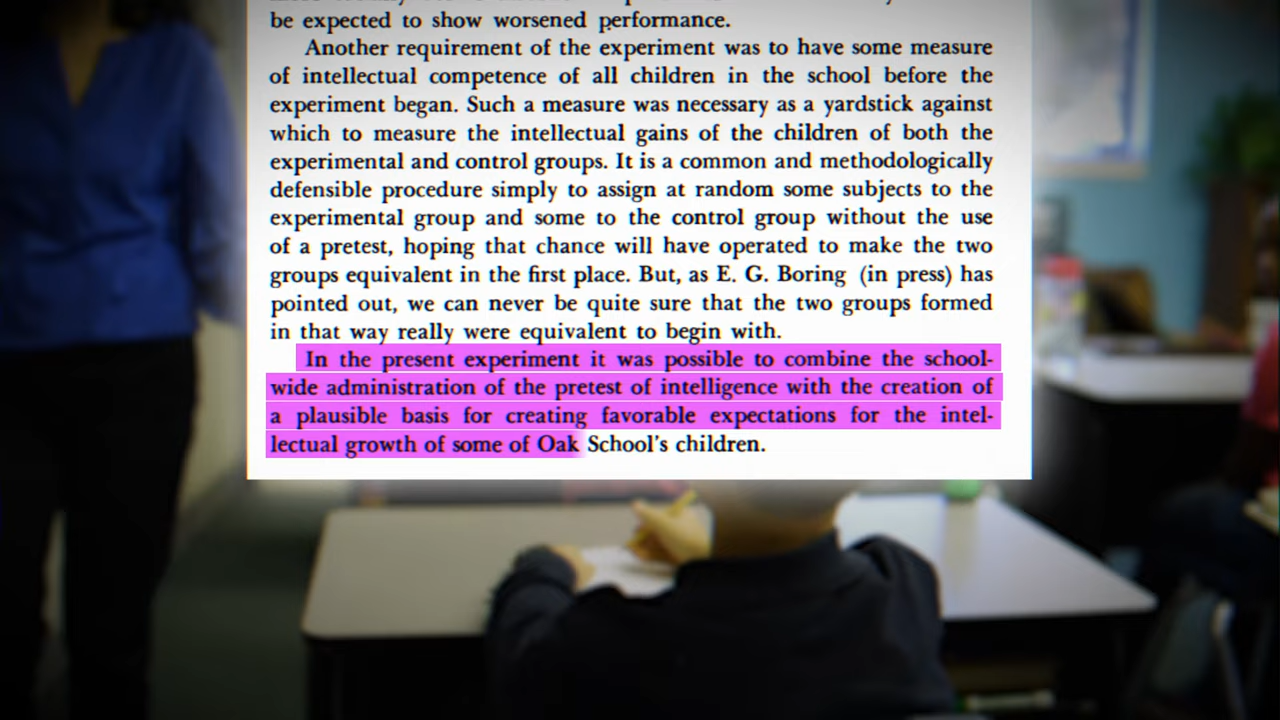 be expected to show worsened performance.
Another requirement of the experiment was to have some measure
of intellectual competence of all children in the school before the
experiment began. Such a measure was necessary as a yardstick against
which to measure the intellectual gains of the children of both the
experimental and control groups. It is a common and methodologically
defensible procedure simply to assign at random some subjects to the
experimental group and some to the control group without the use
of a pretest, hoping that chance will have operated to make the two
groups equivalent in the first place. But, as E. G. Boring (in press) has
pointed out, we can never be quite sure that the two groups formed
in that way really were equivalent to begin with.
In the present experiment it was possible to combine the school-
wide administration of the pretest of intelligence with the creation of
a plausible basis for creating favorable expectations for the intel-
lectual growth of some of Oak School's children.